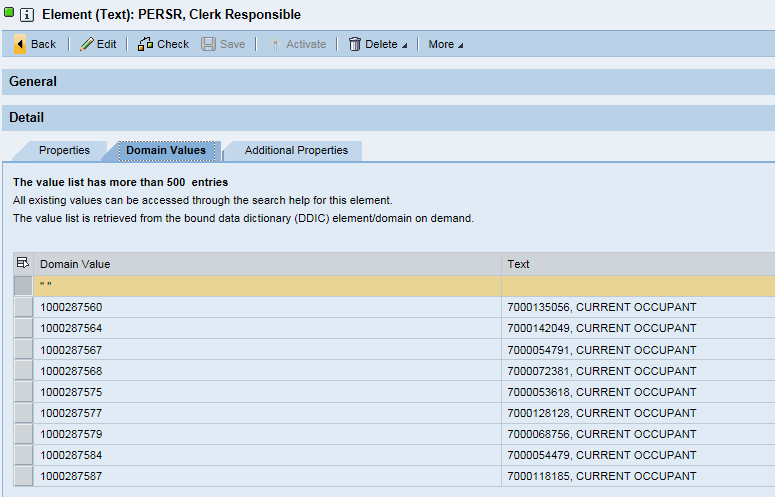 Element (Text): PERSR, Clerk Responsible
Back Edit Check Save Activate Delete More
General
Detail
Properties Domain Values Additional Properties
The value list has more than 500 entries
All existing values can be accessed through the search help for this element.
The value list is retrieved from the bound data dictionary (DDIC) element/domain on demand.
Domain Value Text
" "
1000287560 7000135056, CURRENT OCCUPANT
1000287564 7000142049, CURRENT OCCUPANT
1000287567 7000054791, CURRENT OCCUPANT
1000287568 7000072381, CURRENT OCCUPANT
1000287575 7000053618, CURRENT OCCUPANT
1000287577 7000128128, CURRENT OCCUPANT
1000287579 7000068756, CURRENT OCCUPANT
1000287584 7000054479, CURRENT OCCUPANT
1000287587 7000118185, CURRENT OCCUPANT